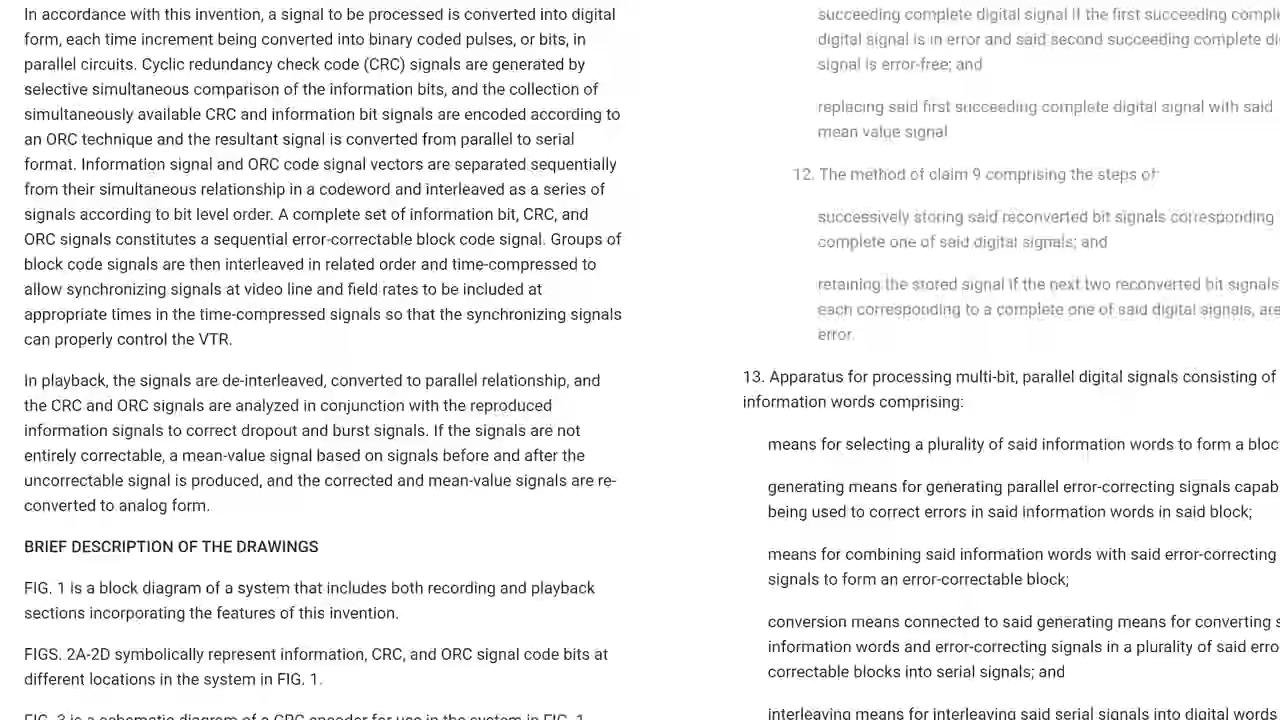 In accordance with this invention, a signal to be processed is converted into digital
form, each time increment being converted into binary coded pulses, or bits, in
parallel circuits. Cyclic redundancy check code (CRC) signals are generated by
selective simultaneous comparison of the information bits, and the collection of
simultaneously available CRC and information bit signals are encoded according to
an ORC technique and the resultant signal is converted from parallel to serial
format. Information signal and ORC code signal vectors are separated sequentially
from their simultaneous relationship in a codeword and interleaved as a series of
signals according to bit level order. A complete set of information bit, CRC, and
ORC signals constitutes a sequential error-correctable block code signal. Groups of
block code signals are then interleaved in related order and time-compressed to
allow synchronizing signals at video line and field rates to be included at
appropriate times in the time-compressed signals so that the synchronizing signals
can properly control the VTR.
In playback, the signals are de-interleaved, converted to parallel relationship, and
the CRC and ORC signals are analyzed in conjunction with the reproduced
information signals to correct dropout and burst signals. If the signals are not
entirely correctable, a mean-value signal based on signals before and after the
uncorrectable signal is produced, and the corrected and mean-value signals are re-
converted to analog form.
BRIEF DESCRIPTION OF THE DRAWINGS
FIG. 1 is a block diagram of a system that includes both recording and playback
sections incorporating the features of this invention.
FIGS. 2A-2D symbolically represent information, CRC, and ORC signal code bits at
different locations in the system in FIG. 1.
FIG. 3 is a schematic diagram of a CRC encoder for use in the system in FIG. 1.
succeeding complete digital signal if the first succeeding
digital signal is in error and said second succeeding complete
signal is error-free; and
replacing said first succeeding complete digital signal with said
mean value signal
12. The method of claim 9 comprising the steps of:
successively storing said reconverted bit signals corresponding
complete one of said digital signals; and
retaining the stored signal if the next two reconverted bit signals
each corresponding to a complete one of said digital signals, are
error.
13. Apparatus for processing multi-bit, parallel digital signals consisting of
information words comprising:
means for selecting a plurality of said information words to form a bloc
generating means for generating parallel error-correcting signals capab
being used to correct errors in said information words in said block;
means for combining said information words with said error-correcting
signals to form an error-correctable block;
conversion means connected to said generating means for converting s
information words and error-correcting signals in a plurality of said erro
correctable blocks into serial signals; and
interleaving means for interleaving said serial signals into digital words